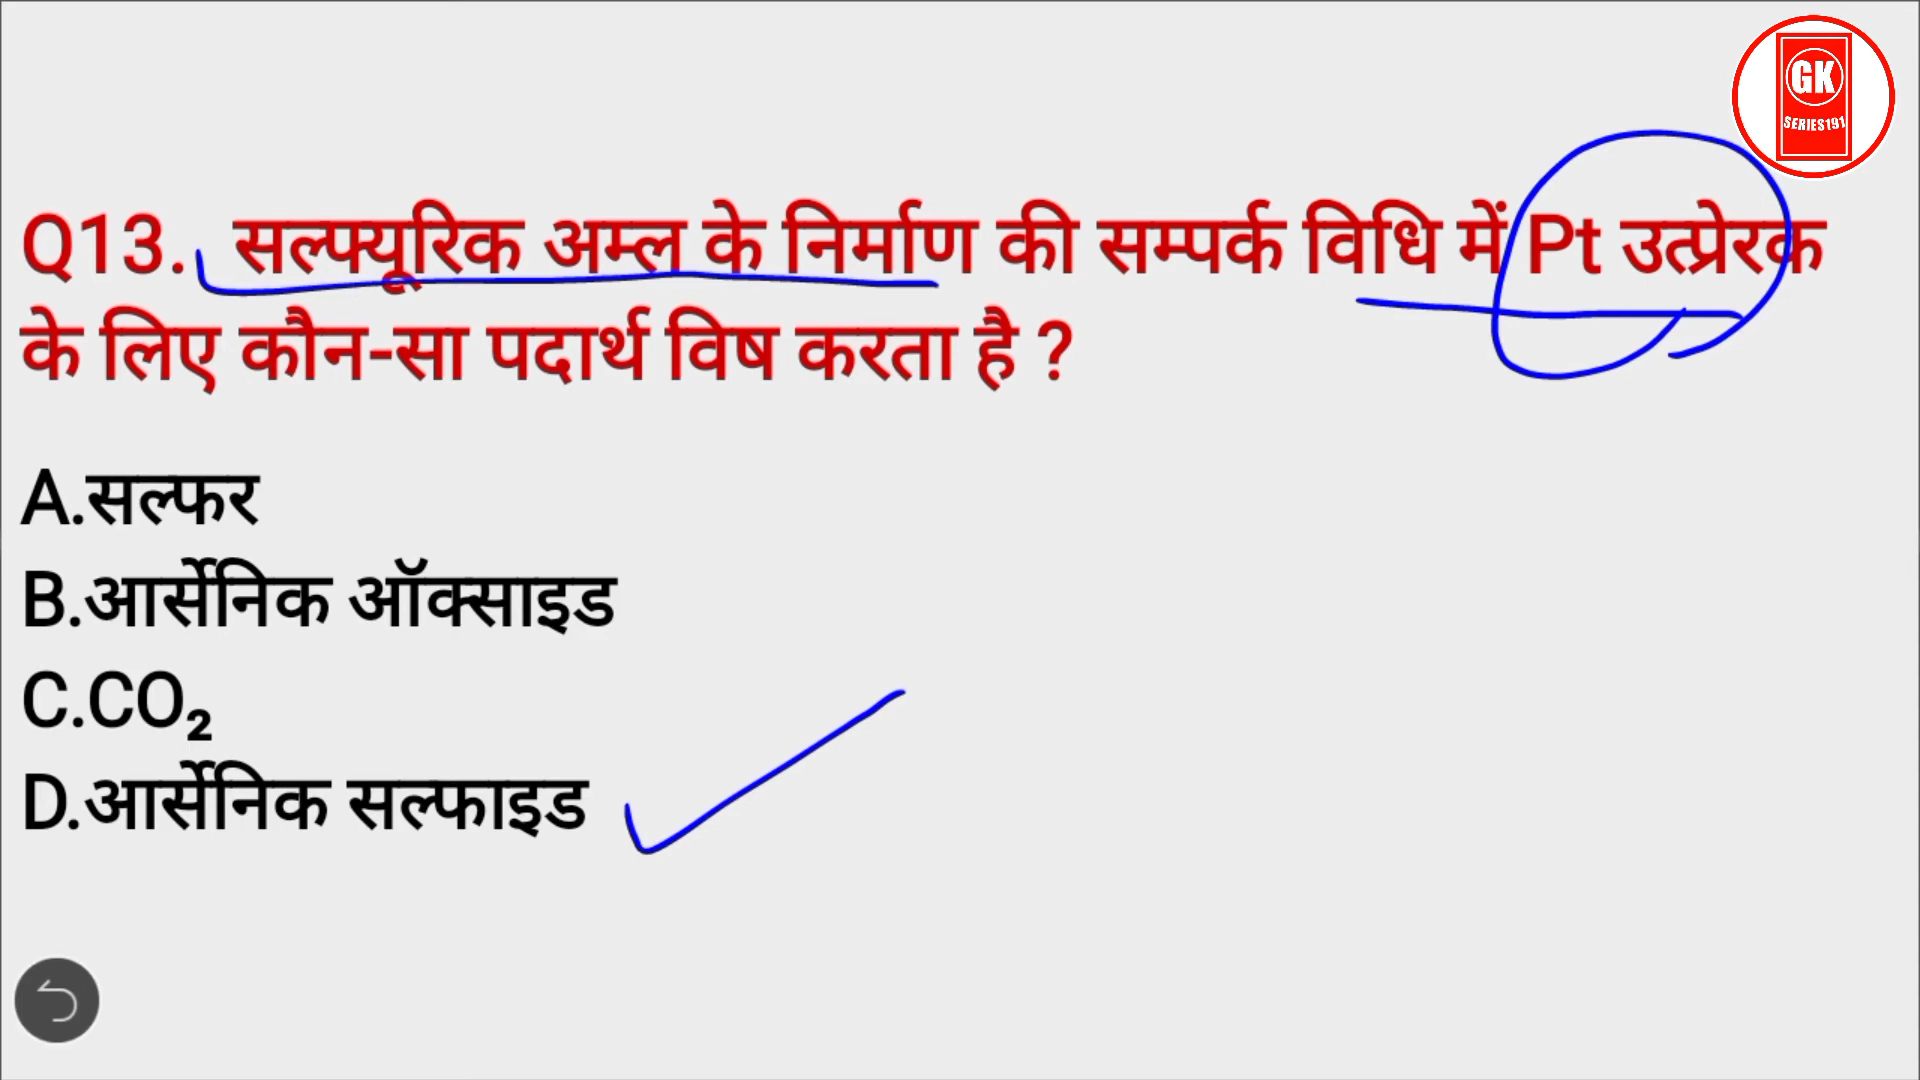 GK
SERIES191
Q13. सल्फ्यूरिक अम्ल के निर्माण की सम्पर्क विधि में Pt उत्प्रेरक
के लिए कौन-सा पदार्थ विष करता है ?
A.सल्फर
B.आर्सेनिक ऑक्साइड
C.CO₂
D.आर्सेनिक सल्फाइड